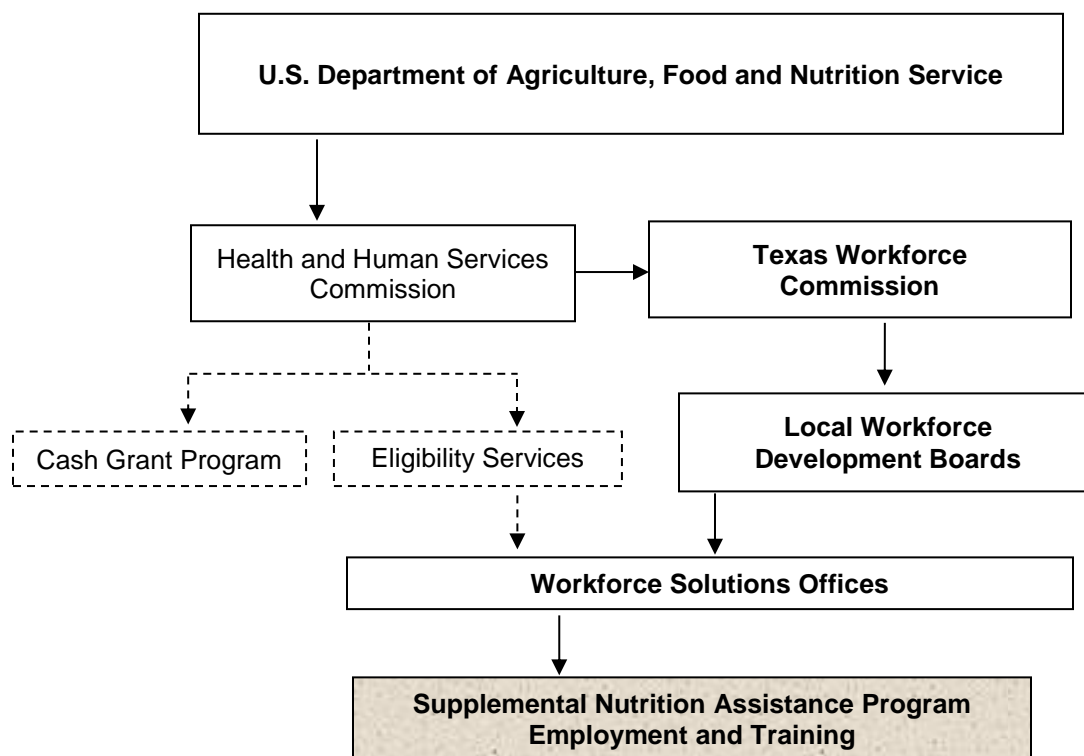 U.S. Department of Agriculture, Food and Nutrition Service
Health and Human Services
Commission
Texas Workforce
Commission
Cash Grant Program
Eligibility Services
Local Workforce
Development Boards
Workforce Solutions Offices
Supplemental Nutrition Assistance Program
Employment and Training